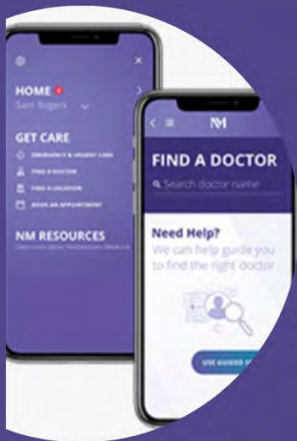 HOME
Sam Rogers
GET CARE
EMERGENCY & URGENT CARE
FIND A DOCTOR
FIND A LOCATION
BOOK AN APPOINTMENT
NM RESOURCES
NM
FIND A DOCTOR
Search doctor name
Need Help?
We can help guide you
to find the right doctor
USE GUIDED